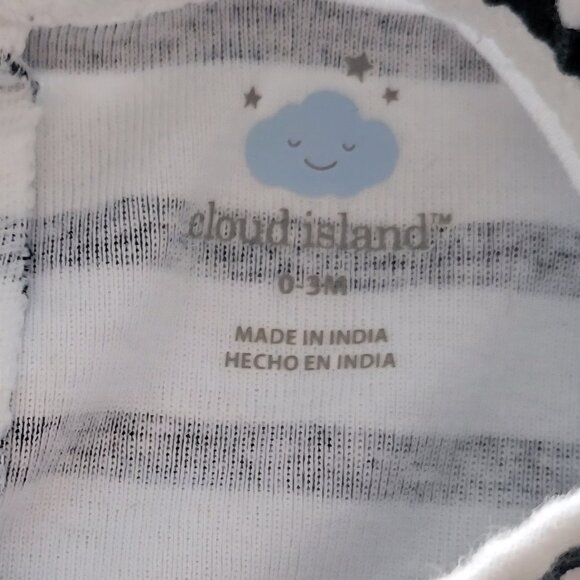 cloud island™
0-3M
MADE IN INDIA
HECHO EN INDIA